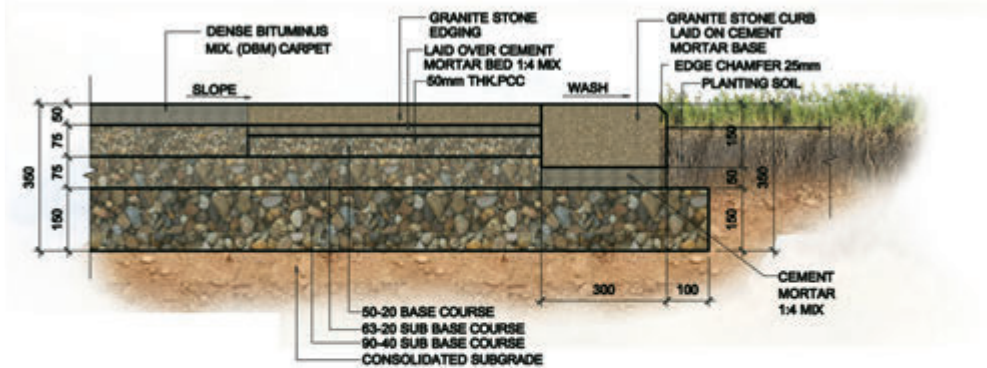 DENSE BITUMINUS
MIX. (DBM) CARPET
GRANITE STONE
EDGING
LAID OVER CEMENT
MORTAR BED 1:4 MIX
50mm THK.PCC
GRANITE STONE CURB
LAID ON CEMENT
MORTAR BASE
EDGE CHAMFER 25mm
PLANTING SOIL
SLOPE
WASH
350
50
75
75
150
150
50
150
350
300
100
CEMENT
MORTAR
1:4 MIX
50-20 BASE COURSE
63-20 SUB BASE COURSE
90-40 SUB BASE COURSE
CONSOLIDATED SUBGRADE